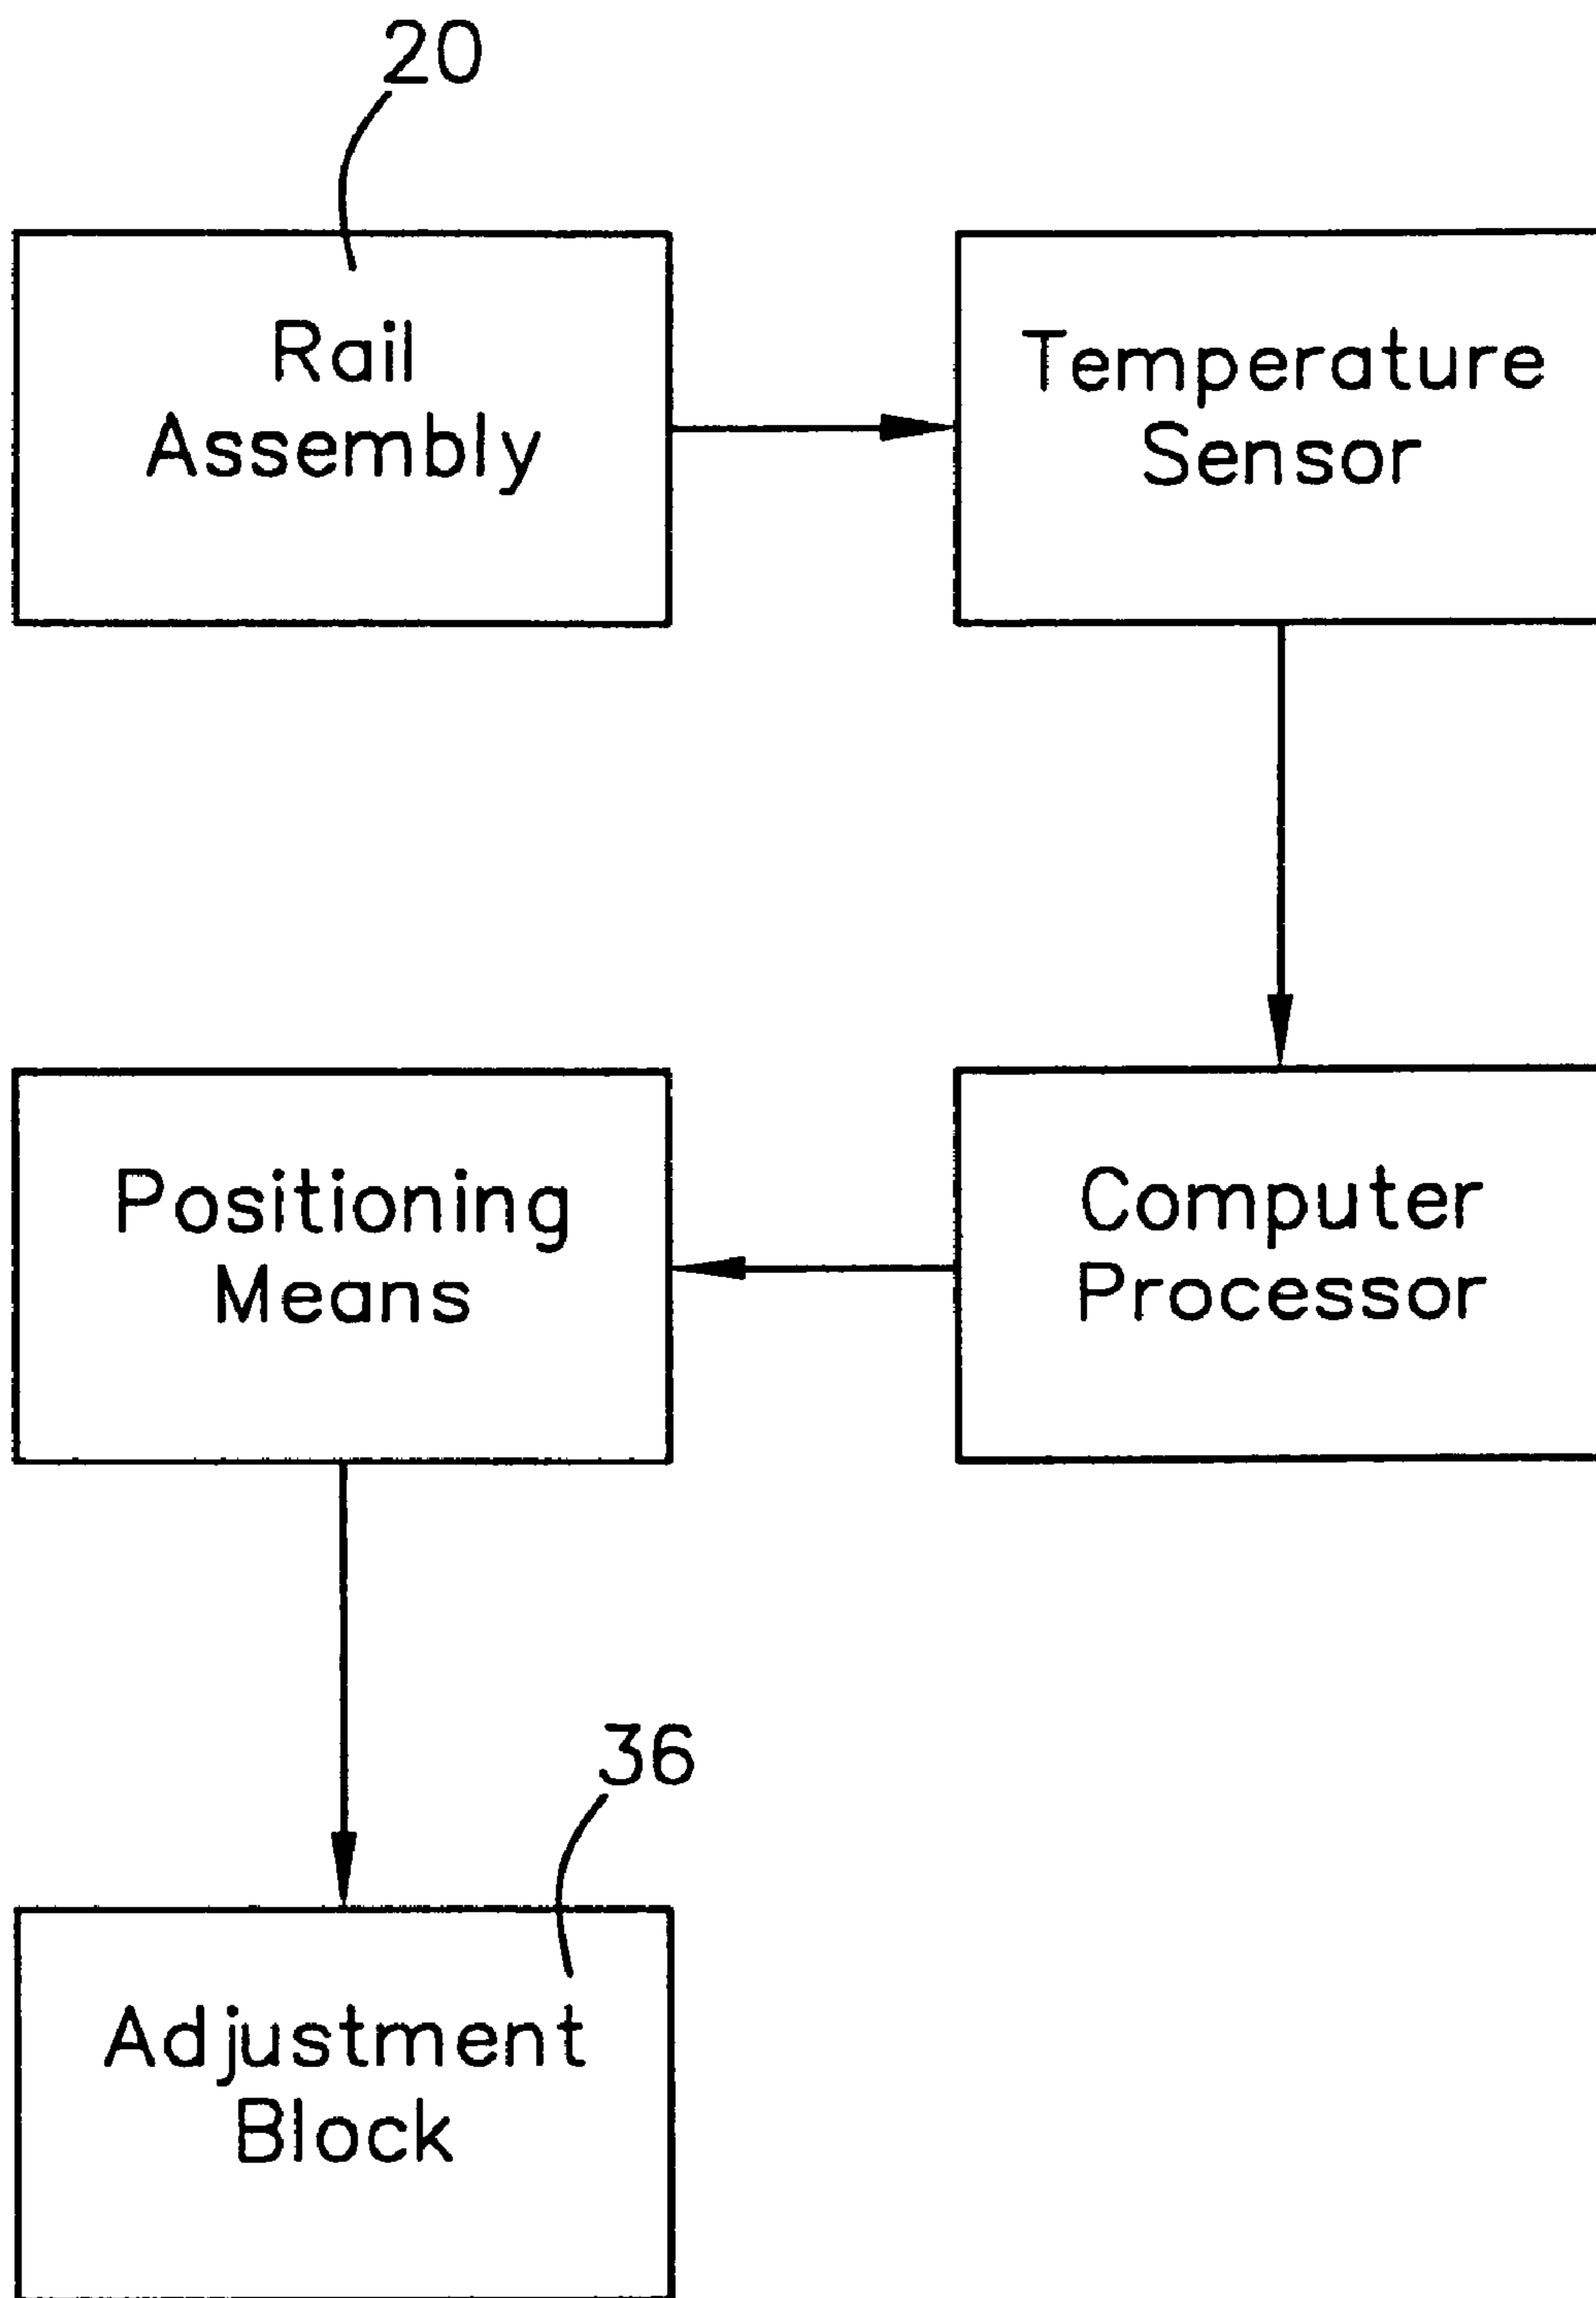 20
Rail
Assembly
Temperature
Sensor
Positioning
Means
Computer
Processor
36
Adjustment
Block